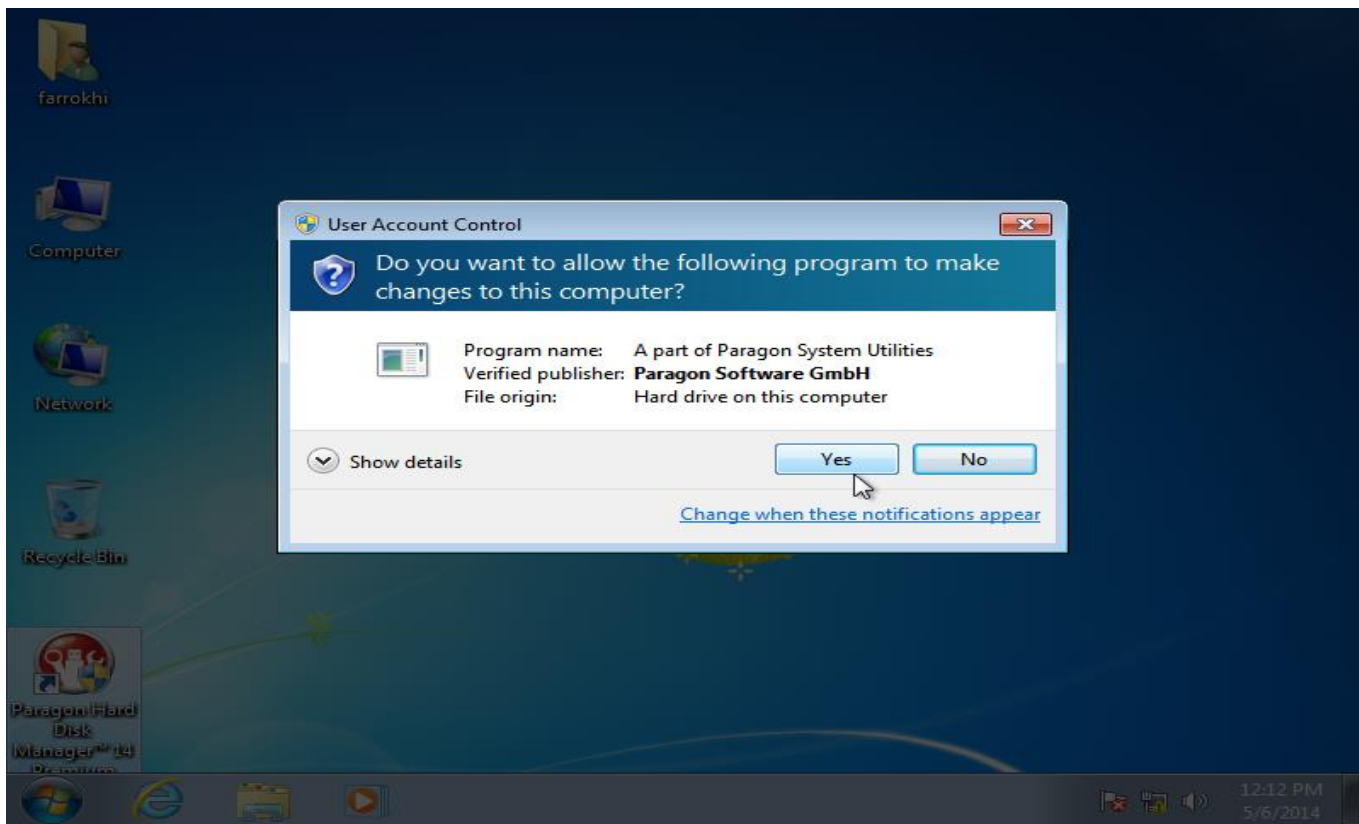 farrokhi
Computer
Network
Recycle Bin
Paragon Hard
Disk
Manager™ 14
Premium
User Account Control
Do you want to allow the following program to make
changes to this computer?
Program name: A part of Paragon System Utilities
Verified publisher: Paragon Software GmbH
File origin: Hard drive on this computer
Show details
Yes No
Change when these notifications appear
12:12 PM
5/6/2014